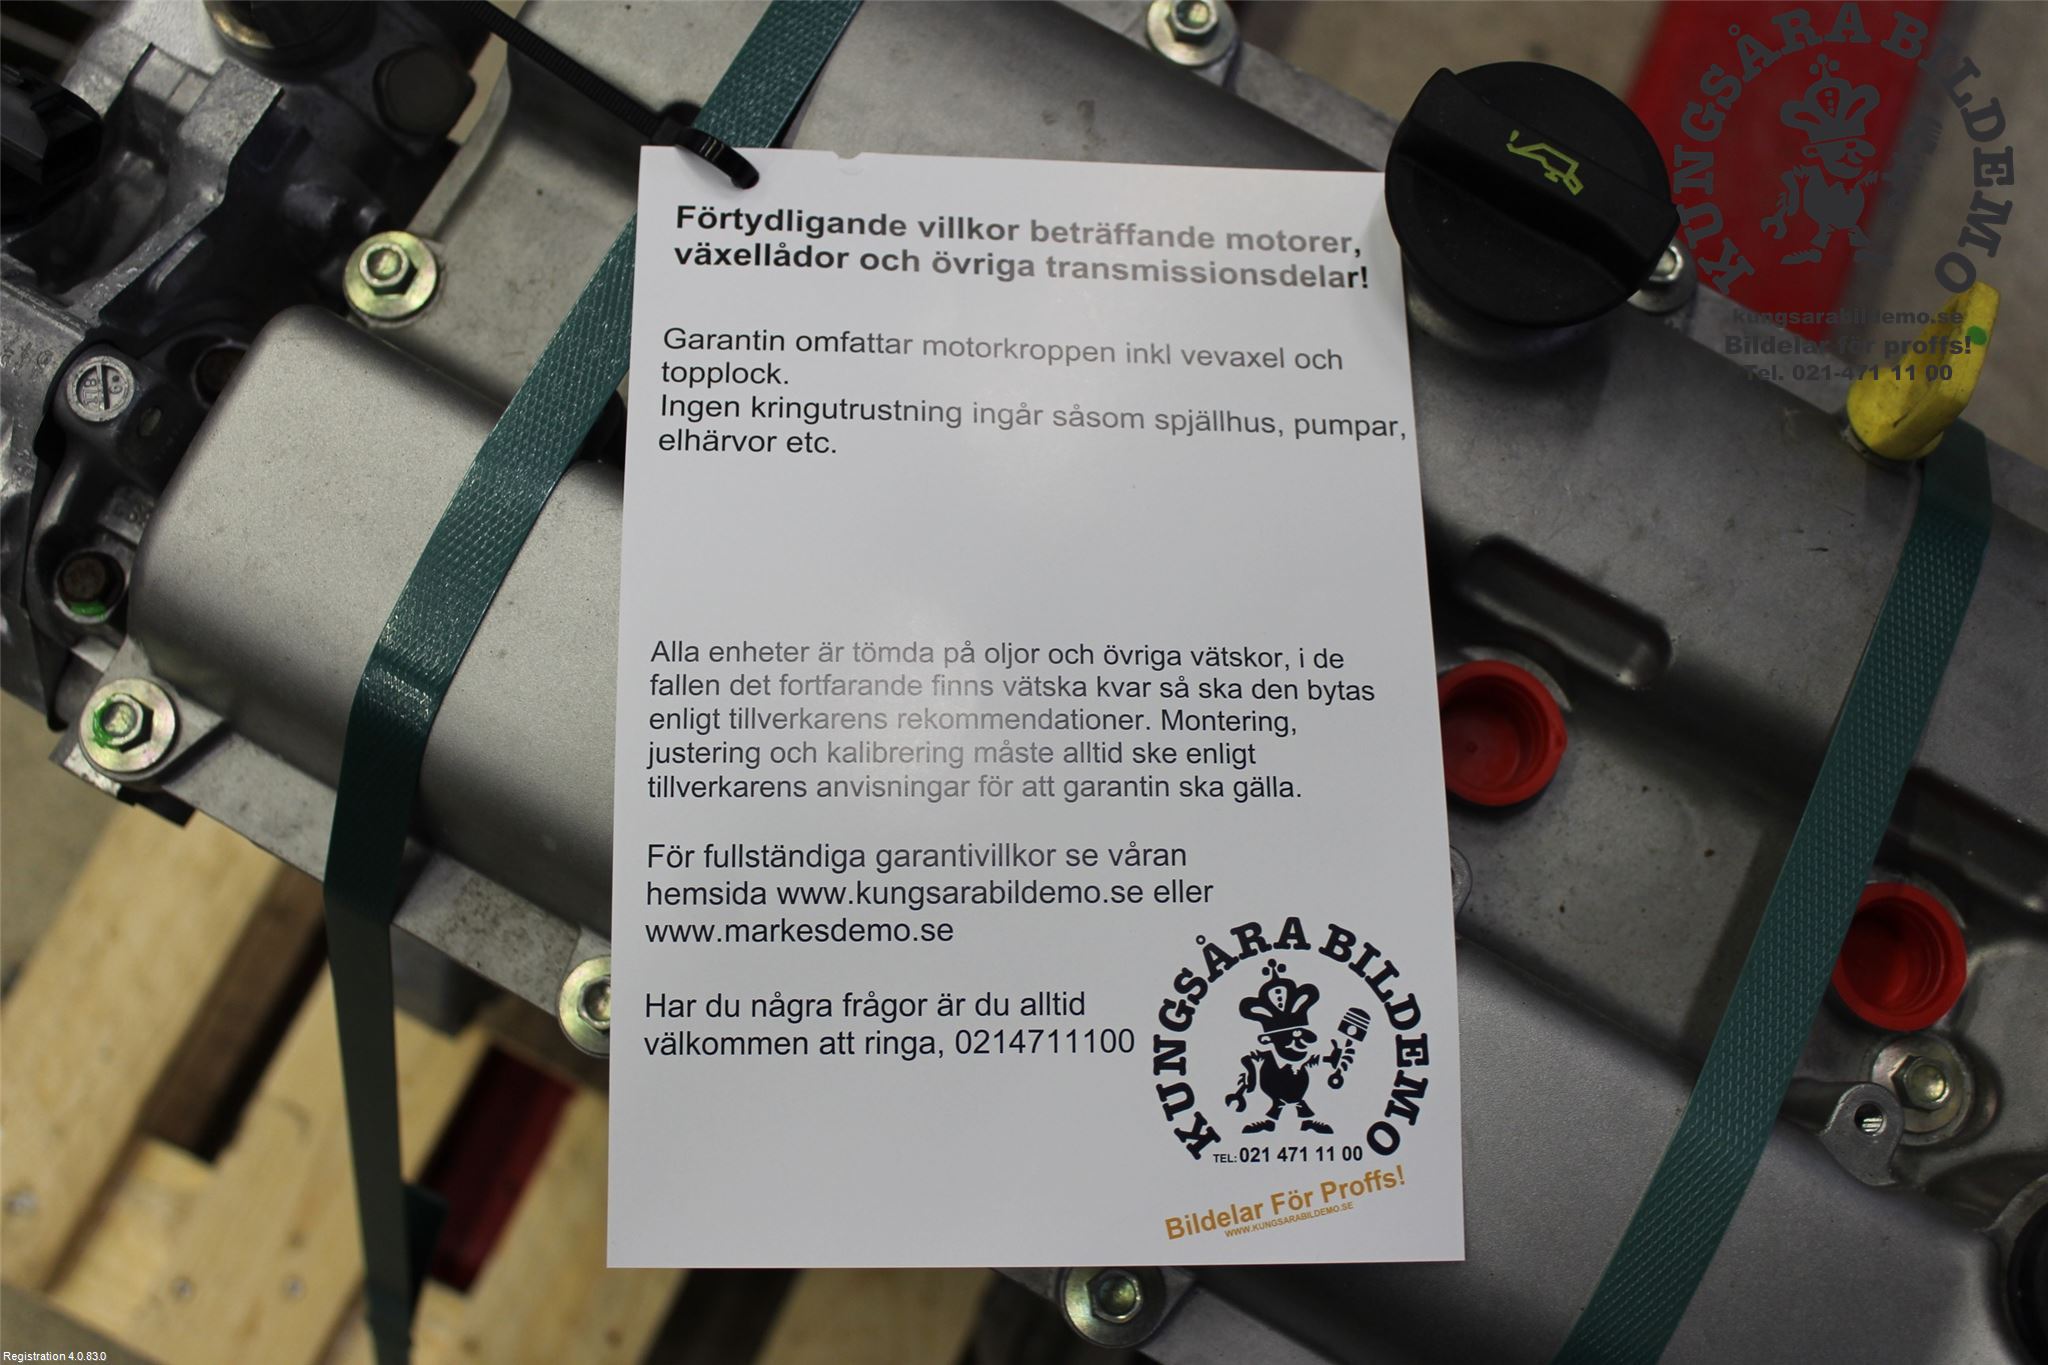 KUNGSÅRA BILDEMO
kungsarabildemo.se
Bildelar för proffs!
Tel. 021-471 11 00
Förtydligande villkor beträffande motorer,
växellådor och övriga transmissionsdelar!
Garantin omfattar motorkroppen inkl vevaxel och
topplock.
Ingen kringutrustning ingår såsom spjällhus, pumpar,
elhärvor etc.
Alla enheter är tömda på oljor och övriga vätskor, i de
fallen det fortfarande finns vätska kvar så ska den bytas
enligt tillverkarens rekommendationer. Montering,
justering och kalibrering måste alltid ske enligt
tillverkarens anvisningar för att garantin ska gälla.
För fullständiga garantivillkor se våran
hemsida www.kungsarabildemo.se eller
www.markesdemo.se
Har du några frågor är du alltid
välkommen att ringa, 0214711100
KUNGSÅRA BILDEMO
TEL: 021 471 11 00
Bildelar För Proffs!
WWW.KUNGSARABILDEMO.SE
Registration 4.0.83.0